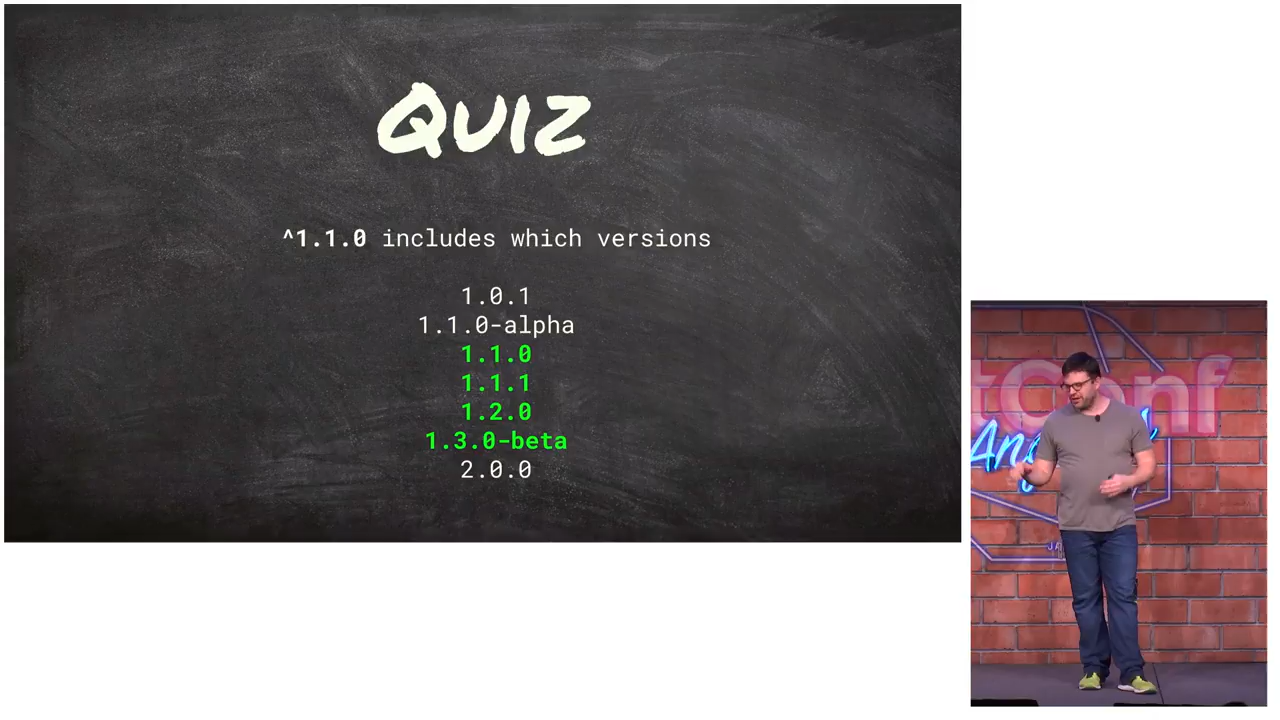 Quiz
^1.1.0 includes which versions
1.0.1
1.1.0-alpha
1.1.0
1.1.1
1.2.0
1.3.0-beta
2.0.0
tConf